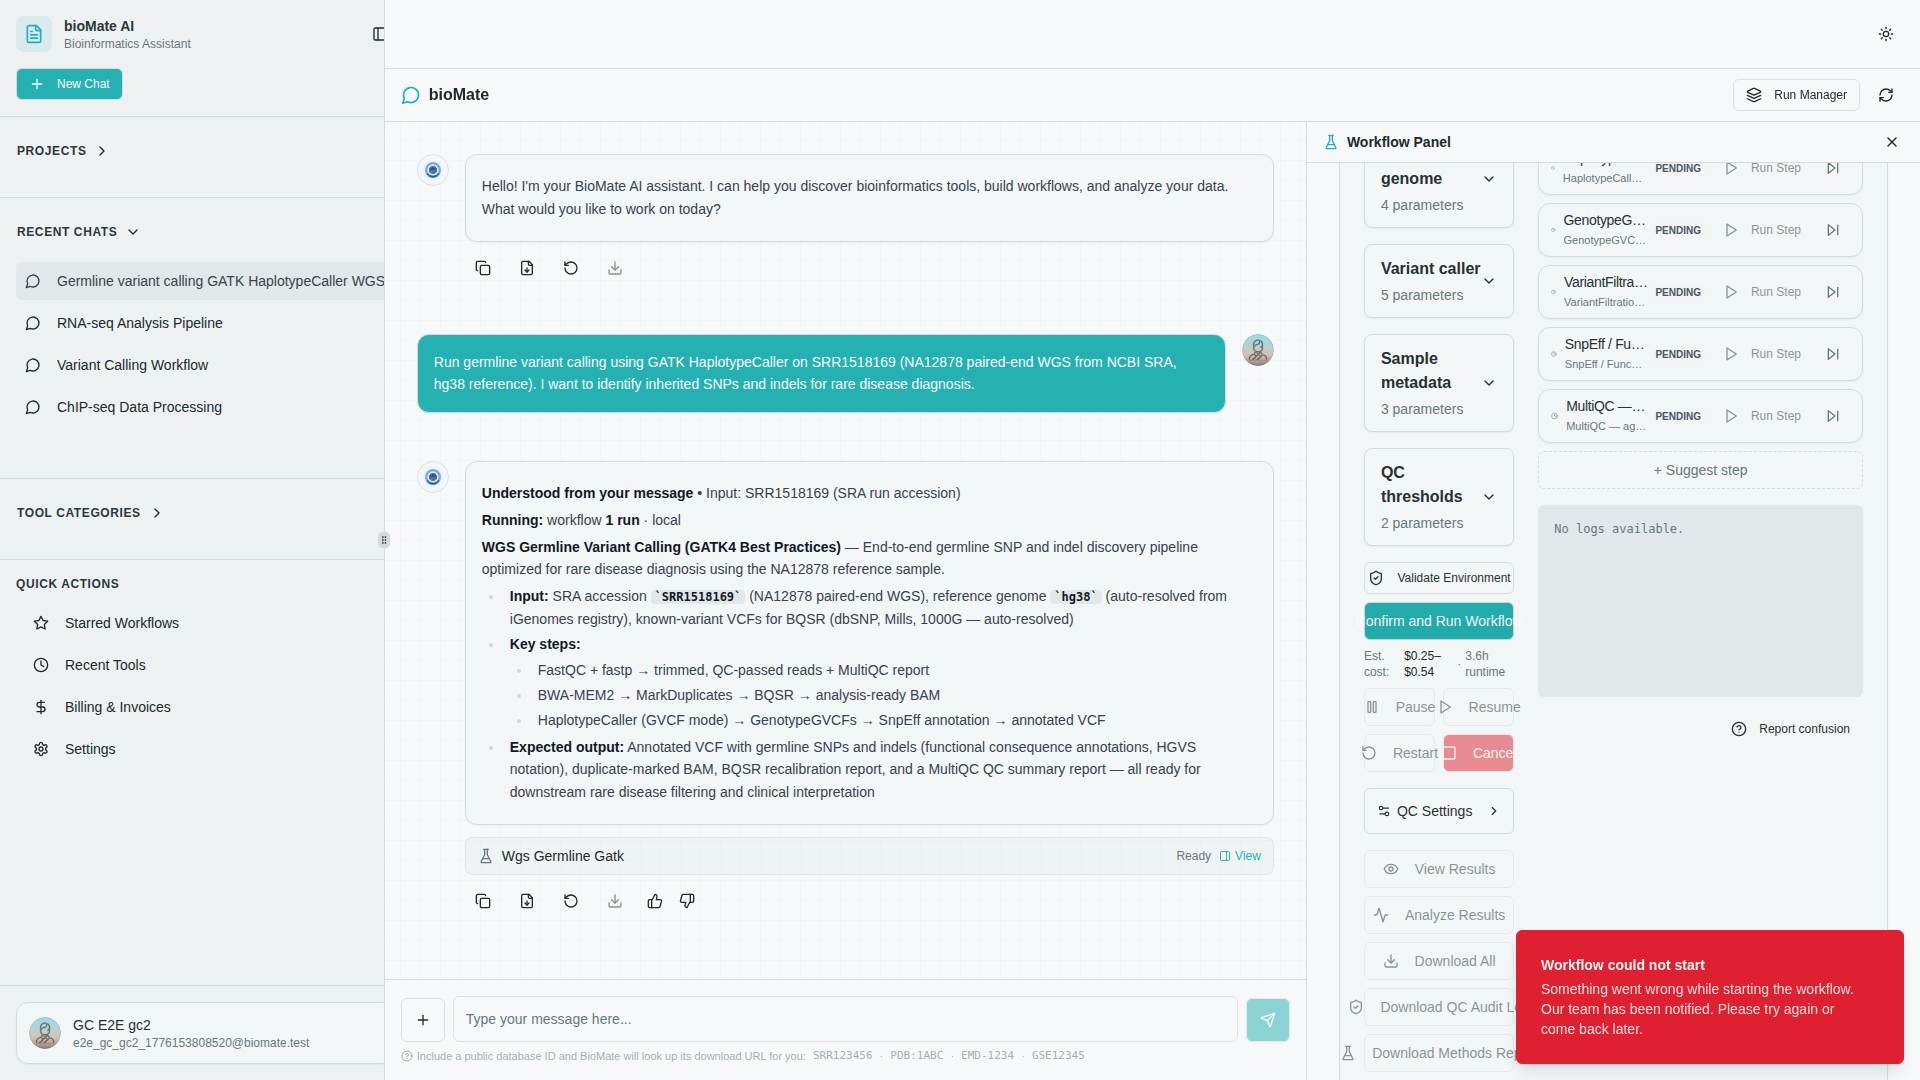 bioMate AI
Bioinformatics Assistant
New Chat
PROJECTS
RECENT CHATS
Germline variant calling GATK HaplotypeCaller WGS
RNA-seq Analysis Pipeline
Variant Calling Workflow
ChIP-seq Data Processing
TOOL CATEGORIES
QUICK ACTIONS
Starred Workflows
Recent Tools
Billing & Invoices
Settings
GC E2E gc2
e2e_gc_gc2_1776153808520@biomate.test
bioMate
Run Manager
Hello! I'm your BioMate AI assistant. I can help you discover bioinformatics tools, build workflows, and analyze your data.
What would you like to work on today?
Run germline variant calling using GATK HaplotypeCaller on SRR1518169 (NA12878 paired-end WGS from NCBI SRA,
hg38 reference). I want to identify inherited SNPs and indels for rare disease diagnosis.
Understood from your message • Input: SRR1518169 (SRA run accession)
Running: workflow 1 run · local
WGS Germline Variant Calling (GATK4 Best Practices) — End-to-end germline SNP and indel discovery pipeline
optimized for rare disease diagnosis using the NA12878 reference sample.
Input: SRA accession `SRR1518169` (NA12878 paired-end WGS), reference genome `hg38` (auto-resolved from
iGenomes registry), known-variant VCFs for BQSR (dbSNP, Mills, 1000G — auto-resolved)
Key steps:
FastQC + fastp → trimmed, QC-passed reads + MultiQC report
BWA-MEM2 → MarkDuplicates → BQSR → analysis-ready BAM
HaplotypeCaller (GVCF mode) → GenotypeGVCFs → SnpEff annotation → annotated VCF
Expected output: Annotated VCF with germline SNPs and indels (functional consequence annotations, HGVS
notation), duplicate-marked BAM, BQSR recalibration report, and a MultiQC QC summary report — all ready for
downstream rare disease filtering and clinical interpretation
Wgs Germline Gatk
Ready View
Type your message here...
Include a public database ID and BioMate will look up its download URL for you: SRR123456 · PDB:1ABC · EMD-1234 · GSE12345
Workflow Panel
genome
4 parameters
Variant caller
5 parameters
Sample
metadata
3 parameters
QC
thresholds
2 parameters
Validate Environment
Confirm and Run Workflow
Est. cost: $0.25–$0.54 · 3.6h runtime
Pause
Resume
Restart
Cancel
QC Settings
View Results
Analyze Results
Download All
Download QC Audit Lo
Download Methods Rep
HaplotypeCall… PENDING Run Step
GenotypeG…
GenotypeGVC… PENDING Run Step
VariantFiltra…
VariantFiltratio… PENDING Run Step
SnpEff / Fu…
SnpEff / Func… PENDING Run Step
MultiQC —…
MultiQC — ag… PENDING Run Step
+ Suggest step
No logs available.
Report confusion
Workflow could not start
Something went wrong while starting the workflow.
Our team has been notified. Please try again or
come back later.